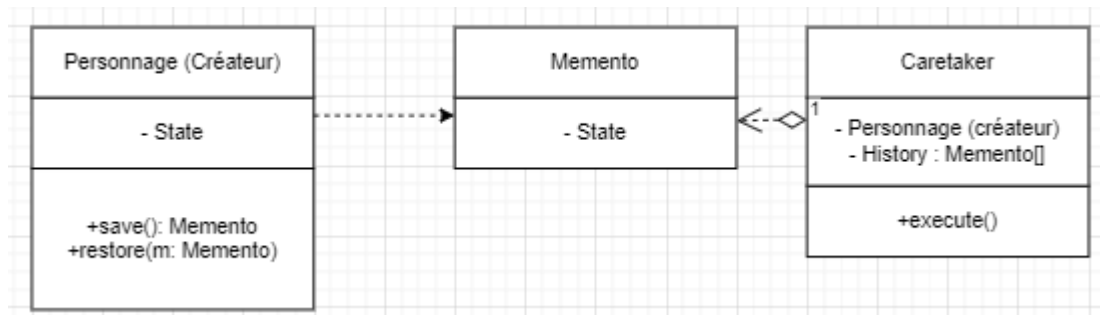 Personnage (Créateur)
- State
+save(): Memento
+restore(m: Memento)
Memento
- State
Caretaker
1
- Personnage (créateur)
- History : Memento[]
+execute()